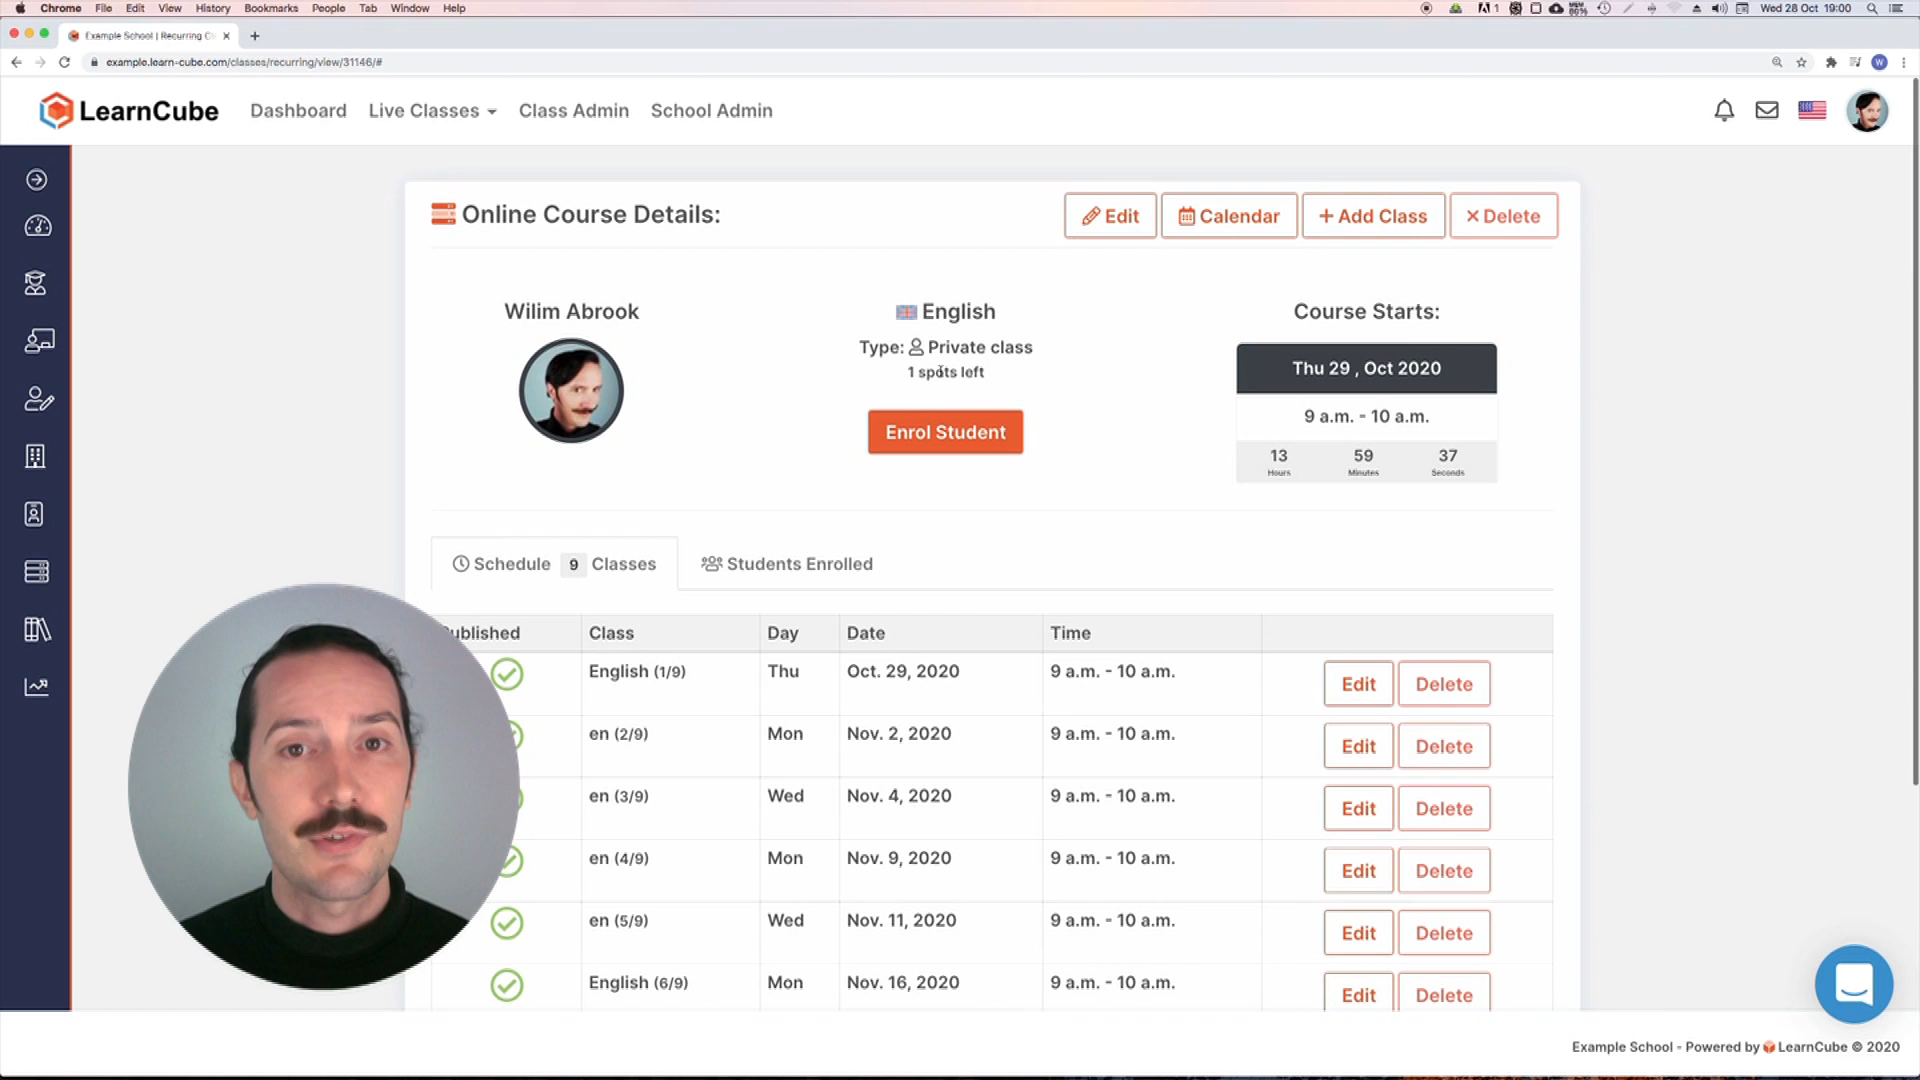 Chrome File Edit View History Bookmarks People Tab Window Help
1 Wed 28 Oct 19:00
Example School | Recurring Cl
example.learn-cube.com/classes/recurring/view/31146/#
W
LearnCube Dashboard Live Classes Class Admin School Admin
Online Course Details:
Edit Calendar + Add Class × Delete
Wilim Abrook
English
Type: Private class
1 spots left
Enrol Student
Course Starts:
Thu 29 , Oct 2020
9 a.m. - 10 a.m.
13 59 37
Hours Minutes Seconds
Schedule 9 Classes Students Enrolled
ublished Class Day Date Time
English (1/9) Thu Oct. 29, 2020 9 a.m. - 10 a.m. Edit Delete
en (2/9) Mon Nov. 2, 2020 9 a.m. - 10 a.m. Edit Delete
en (3/9) Wed Nov. 4, 2020 9 a.m. - 10 a.m. Edit Delete
en (4/9) Mon Nov. 9, 2020 9 a.m. - 10 a.m. Edit Delete
en (5/9) Wed Nov. 11, 2020 9 a.m. - 10 a.m. Edit Delete
English (6/9) Mon Nov. 16, 2020 9 a.m. - 10 a.m. Edit Delete
Example School - Powered by LearnCube © 2020